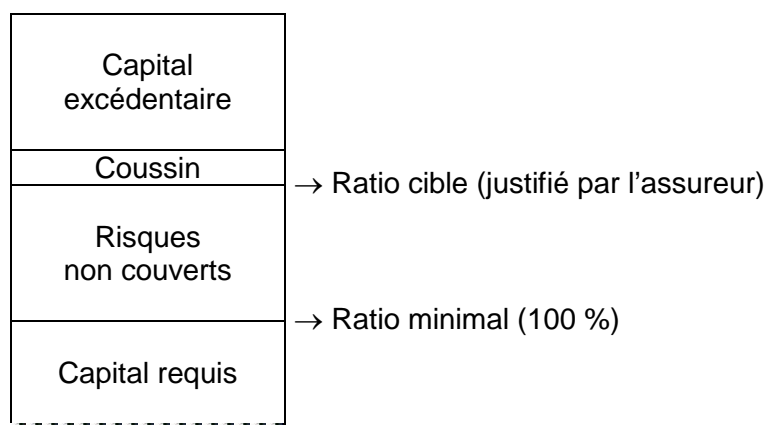 Capital
excédentaire
Coussin
→ Ratio cible (justifié par l’assureur)
Risques
non couverts
→ Ratio minimal (100 %)
Capital requis